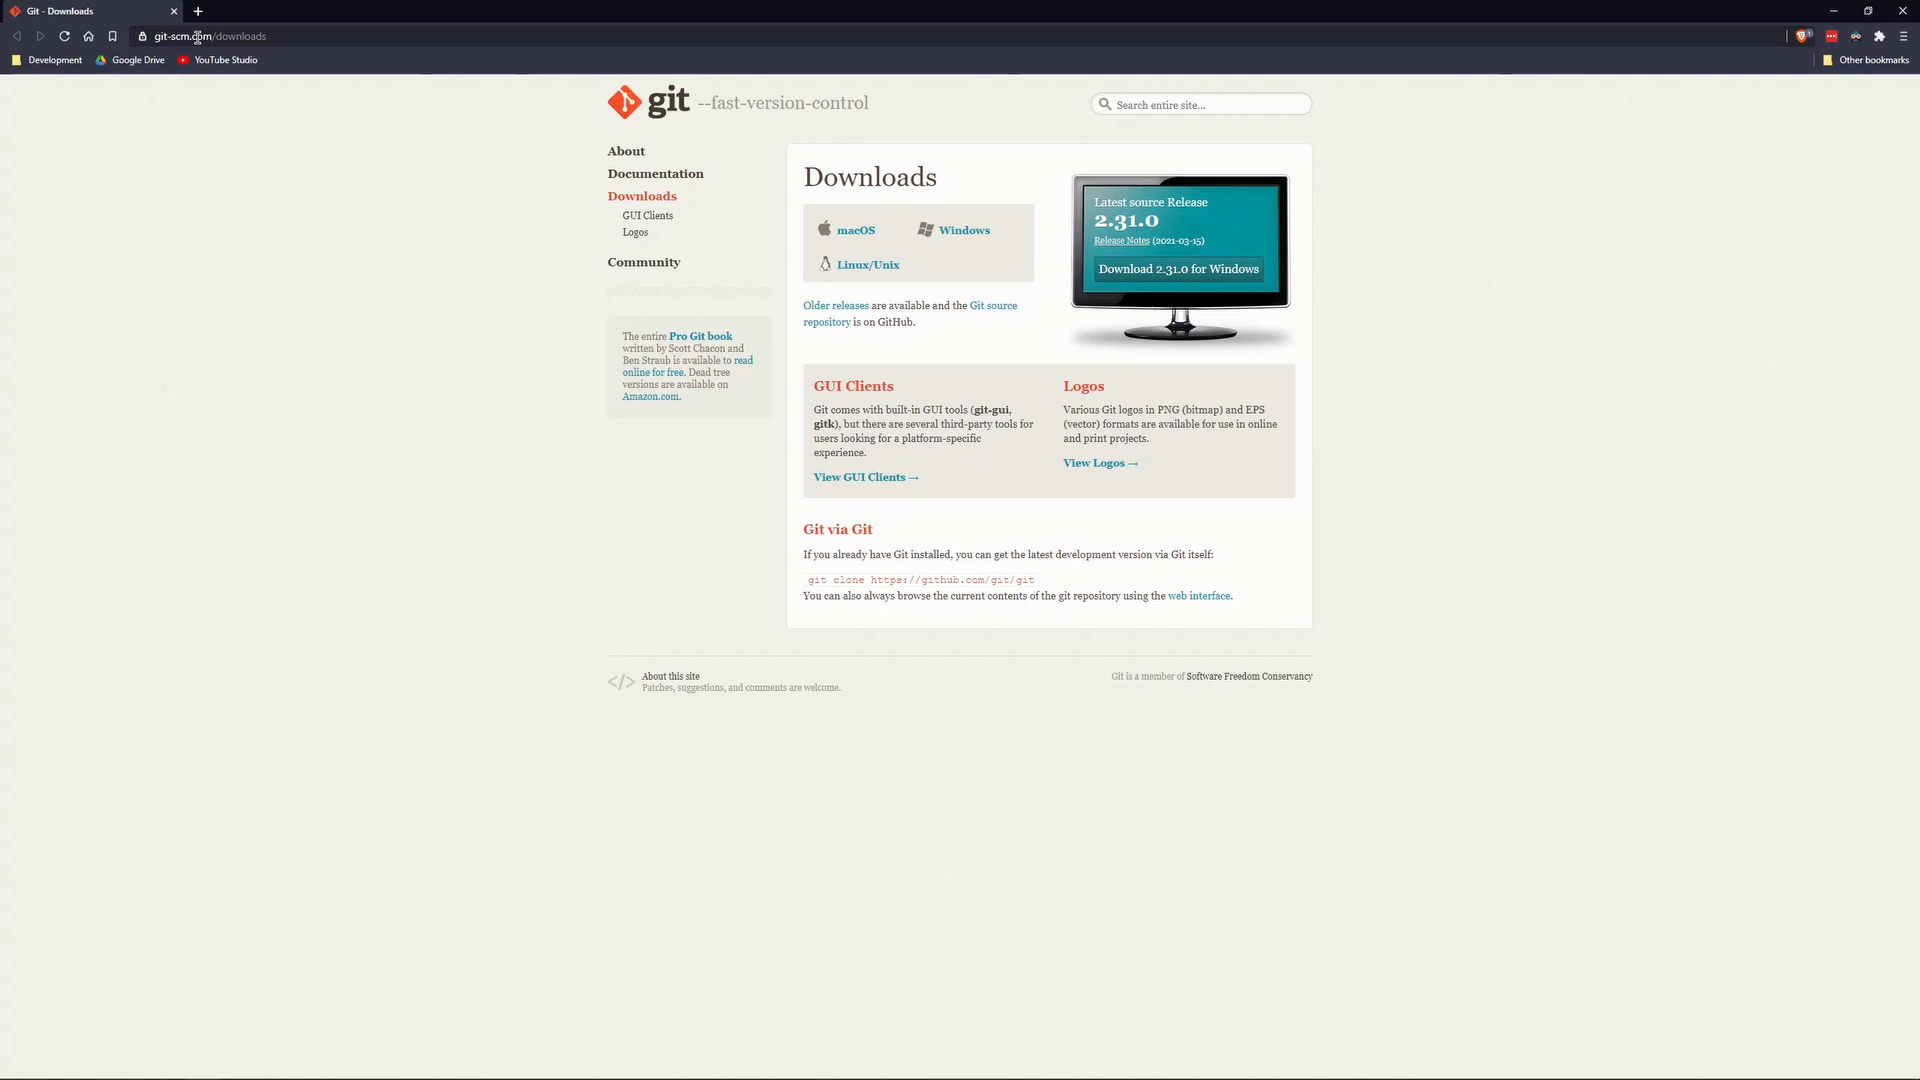 Git - Downloads
git-scm.com/downloads
Development
Google Drive
YouTube Studio
Other bookmarks
git --fast-version-control
Search entire site...
About
Documentation
Downloads
GUI Clients
Logos
Community
The entire Pro Git book
written by Scott Chacon and
Ben Straub is available to read
online for free. Dead tree
versions are available on
Amazon.com.
Downloads
macOS
Windows
Linux/Unix
Older releases are available and the Git source
repository is on GitHub.
Latest source Release
2.31.0
Release Notes (2021-03-15)
Download 2.31.0 for Windows
GUI Clients
Git comes with built-in GUI tools (git-gui,
gitk), but there are several third-party tools for
users looking for a platform-specific
experience.
View GUI Clients →
Logos
Various Git logos in PNG (bitmap) and EPS
(vector) formats are available for use in online
and print projects.
View Logos →
Git via Git
If you already have Git installed, you can get the latest development version via Git itself:
git clone https://github.com/git/git
You can also always browse the current contents of the git repository using the web interface.
</> About this site
Patches, suggestions, and comments are welcome.
Git is a member of Software Freedom Conservancy